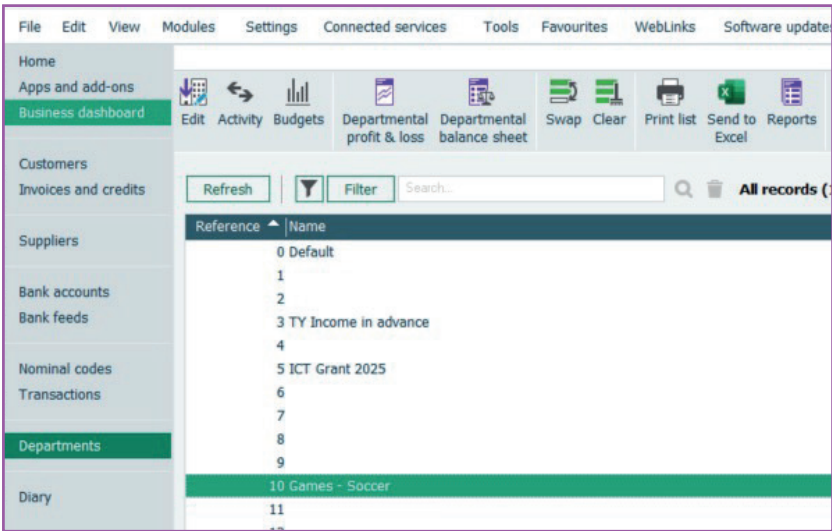 File Edit View Modules Settings Connected services Tools Favourites WebLinks Software updates
Home
Apps and add-ons
Business dashboard
Customers
Invoices and credits
Suppliers
Bank accounts
Bank feeds
Nominal codes
Transactions
Departments
Diary
Edit Activity Budgets Departmental profit & loss Departmental balance sheet Swap Clear Print list Send to Excel Reports
Refresh Filter Search... All records (
Reference Name
0 Default
1
2
3 TY Income in advance
4
5 ICT Grant 2025
6
7
8
9
10 Games - Soccer
11